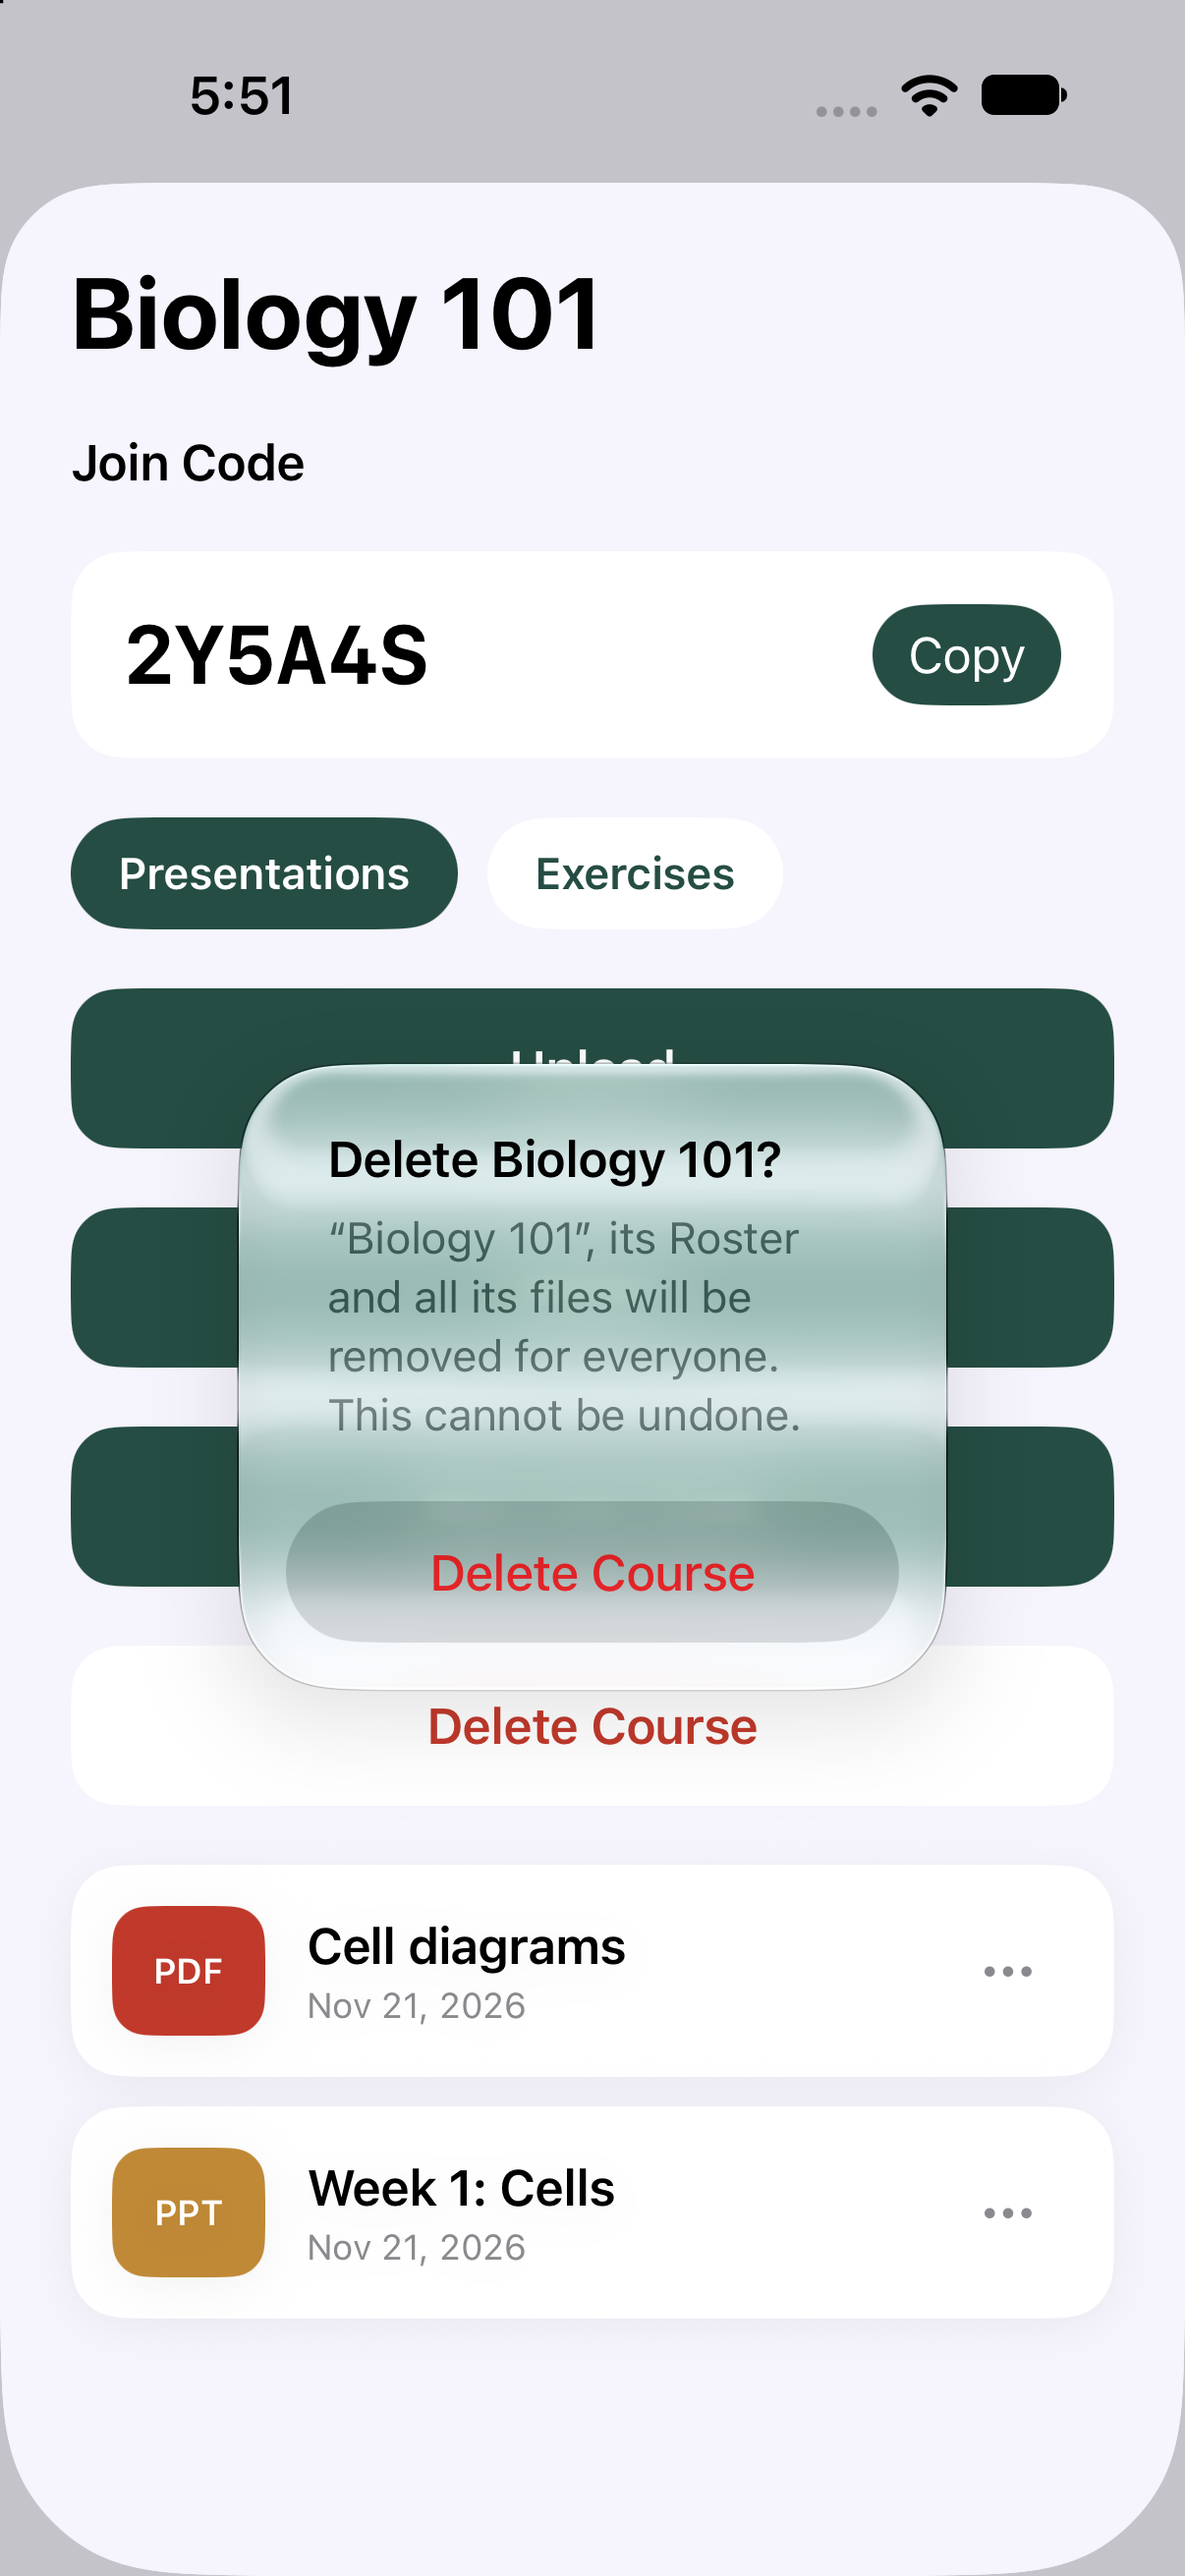 5:51
Biology 101
Join Code
2Y5A4S
Copy
Presentations
Exercises
Upload
Delete Biology 101?
“Biology 101”, its Roster
and all its files will be
removed for everyone.
This cannot be undone.
Delete Course
Delete Course
PDF
Cell diagrams
Nov 21, 2026
PPT
Week 1: Cells
Nov 21, 2026